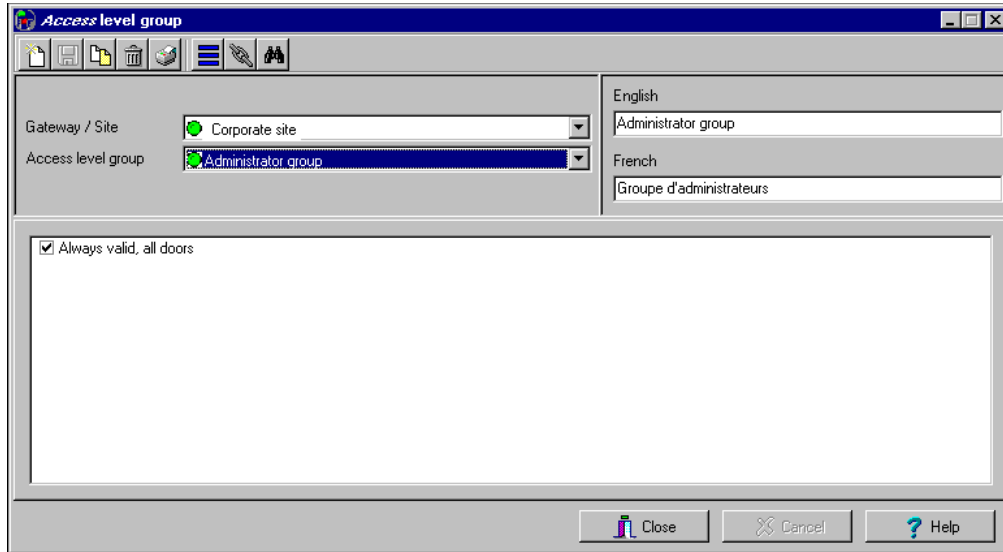 Access level group
English
Gateway / Site
Corporate site
Administrator group
Access level group
Administrator group
French
Groupe d'administrateurs
Always valid, all doors
Close
Cancel
Help